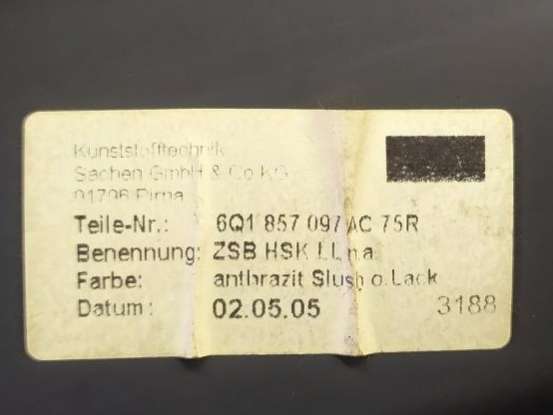 Kunststofftechnik
Sachen GmbH & Co KG
01796 Pirna
Teile-Nr.: 6Q1 857 097 AC 75R
Benennung: ZSB HSK LL n.a.
Farbe: anthrazit Slush o.Lack
Datum: 02.05.05 3188